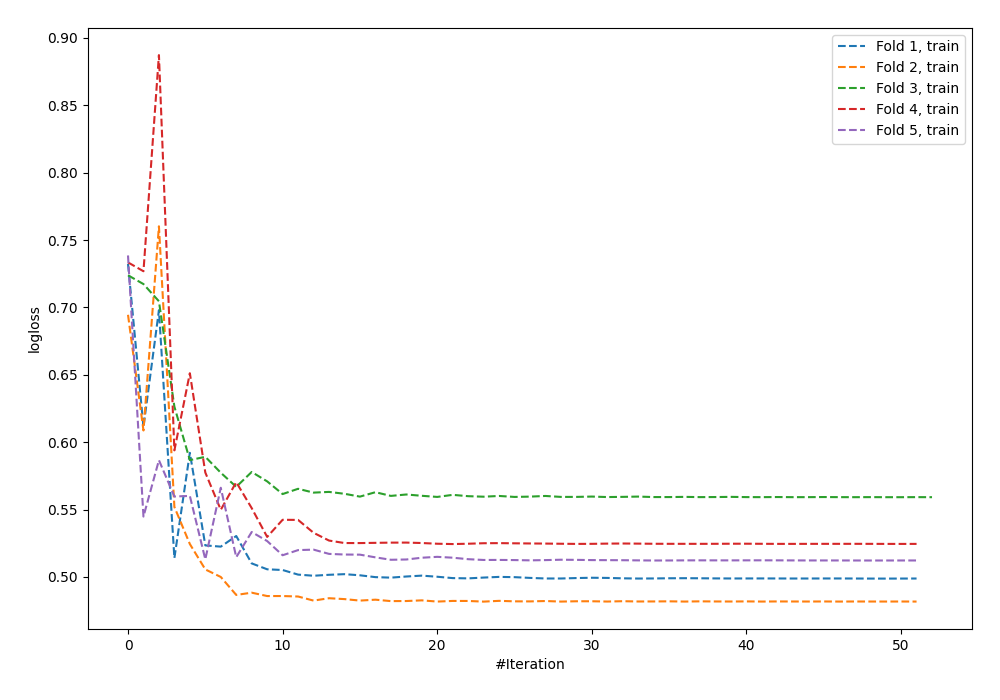 0.90
0.85
0.80
0.75
0.70
0.65
0.60
0.55
0.50
logloss
0
10
20
30
40
50
#Iteration
Fold 1, train
Fold 2, train
Fold 3, train
Fold 4, train
Fold 5, train